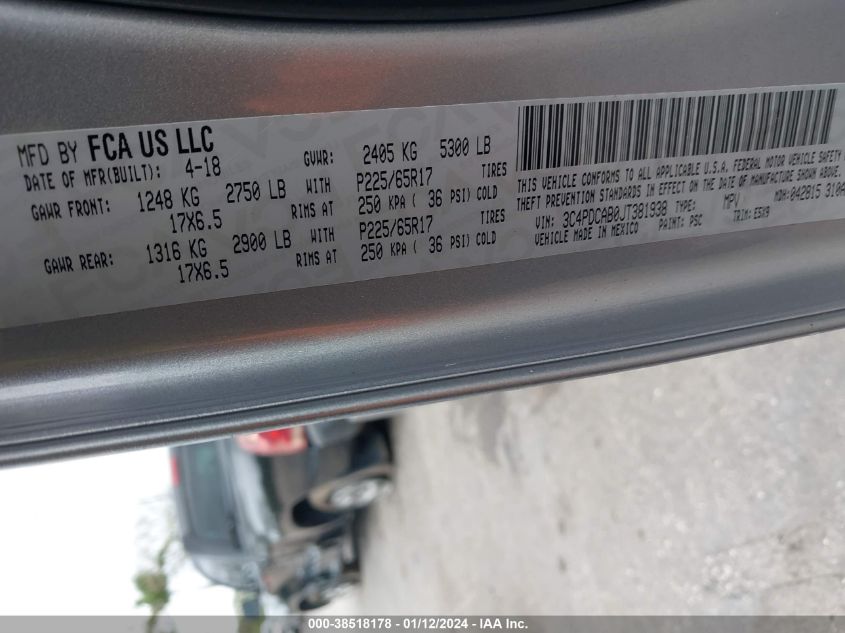 MFD BY FCA US LLC
DATE OF MFR(BUILT): 4-18 GVWR: 2405 KG 5300 LB
GAWR FRONT: 1248 KG 2750 LB WITH P225/65R17 TIRES
17X6.5 RIMS AT 250 KPA ( 36 PSI) COLD
GAWR REAR: 1316 KG 2900 LB WITH P225/65R17 TIRES
17X6.5 RIMS AT 250 KPA ( 36 PSI) COLD
THIS VEHICLE CONFORMS TO ALL APPLICABLE U.S.A. FEDERAL MOTOR VEHICLE SAFETY
THEFT PREVENTION STANDARDS IN EFFECT ON THE DATE OF MANUFACTURE SHOWN ABOVE.
VIN: 3C4PDCAB0JT381938 TYPE: MPV MDH: 042815 3104
VEHICLE MADE IN MEXICO PAINT: PSC TRIM: E5X9
000-38518178 - 01/12/2024 - IAA Inc.